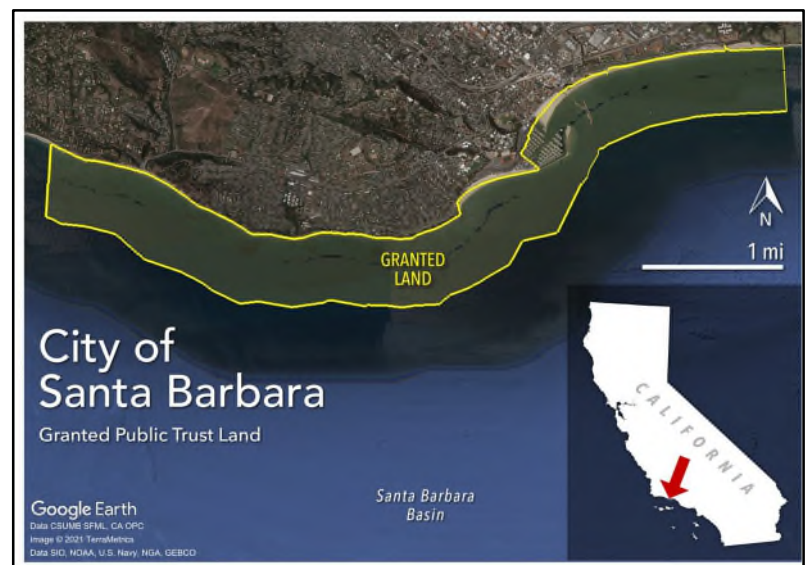 GRANTED
LAND
N
1 mi
City of
Santa Barbara
Granted Public Trust Land
CALIFORNIA
Santa Barbara
Basin
Google Earth
Data CSUMB SFML, CA OPC
Image © 2021 TerraMetrics
Data SIO, NOAA, U.S. Navy, NGA, GEBCO